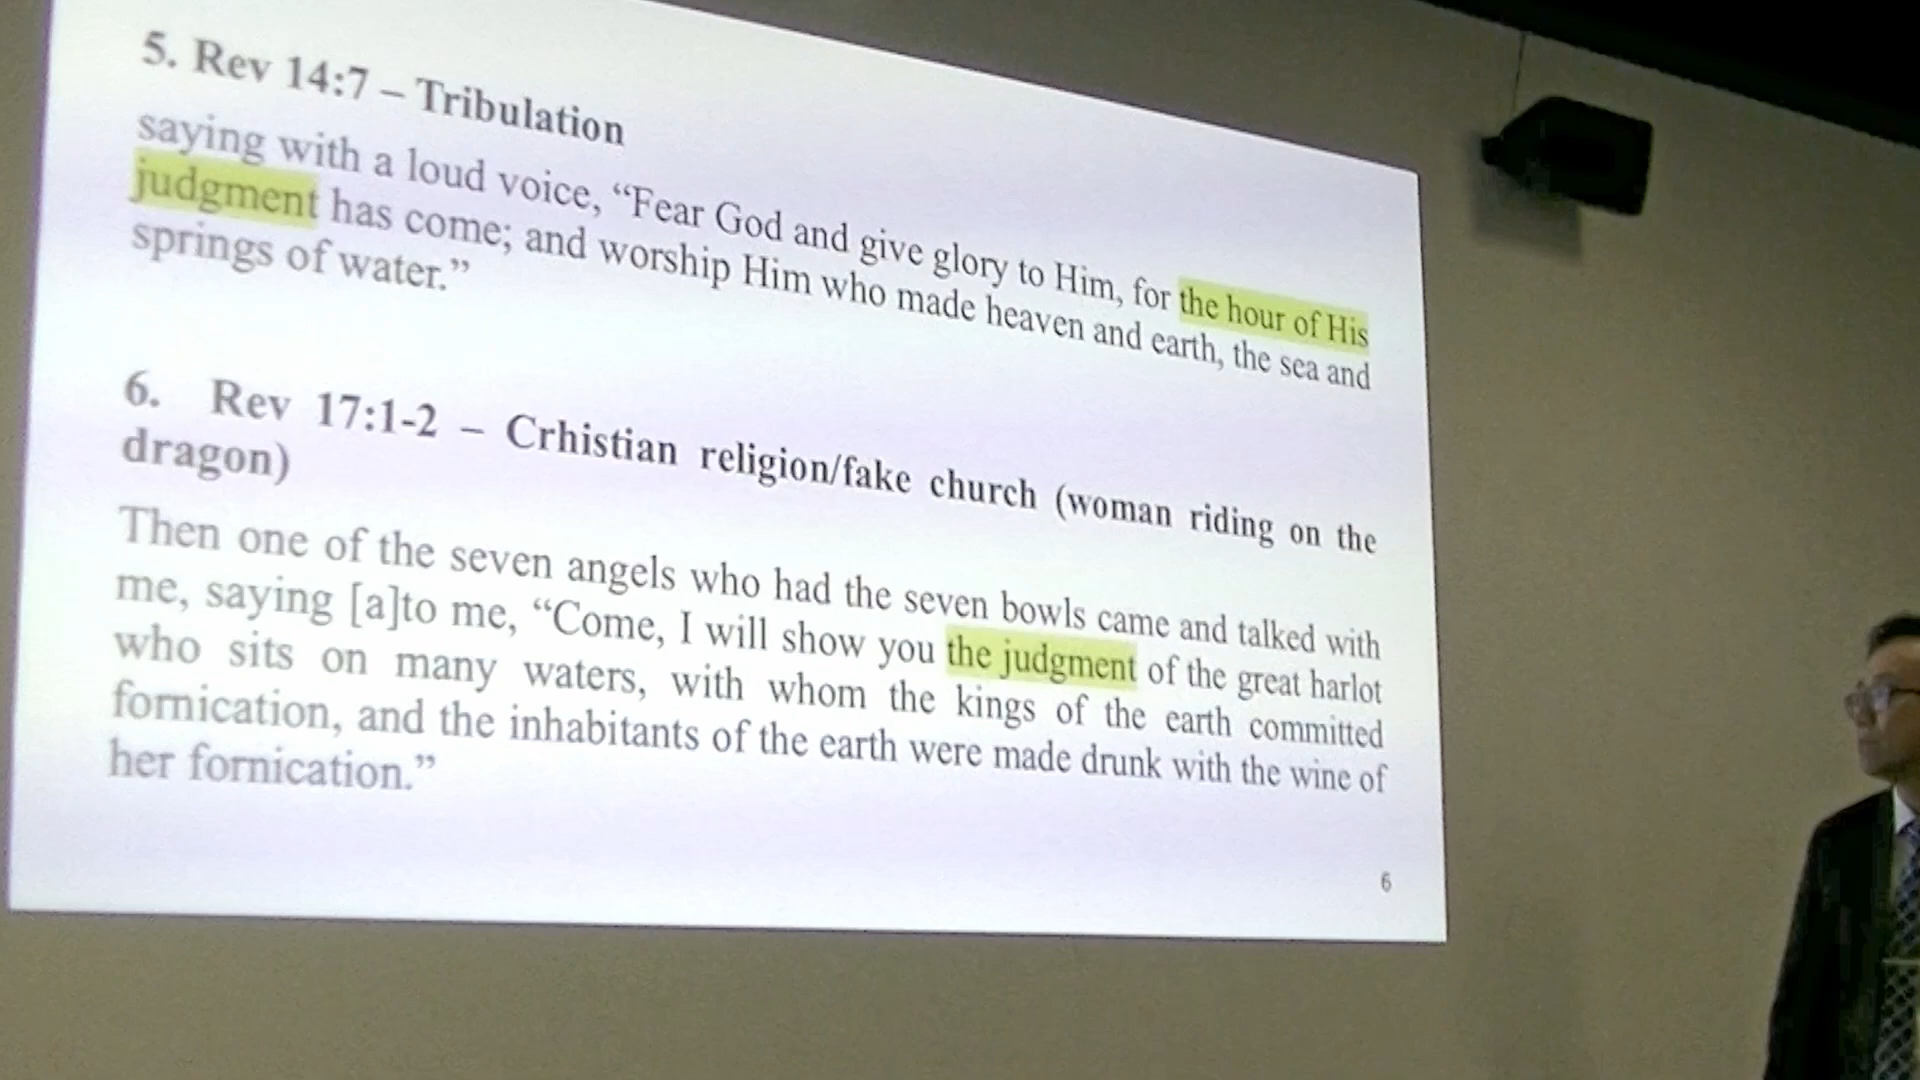 5. Rev 14:7 – Tribulation
saying with a loud voice, “Fear God and give glory to Him, for the hour of His
judgment has come; and worship Him who made heaven and earth, the sea and
springs of water.”
6. Rev 17:1-2 – Crhistian religion/fake church (woman riding on the
dragon)
Then one of the seven angels who had the seven bowls came and talked with
me, saying [a]to me, “Come, I will show you the judgment of the great harlot
who sits on many waters, with whom the kings of the earth committed
fornication, and the inhabitants of the earth were made drunk with the wine of
her fornication.”
6